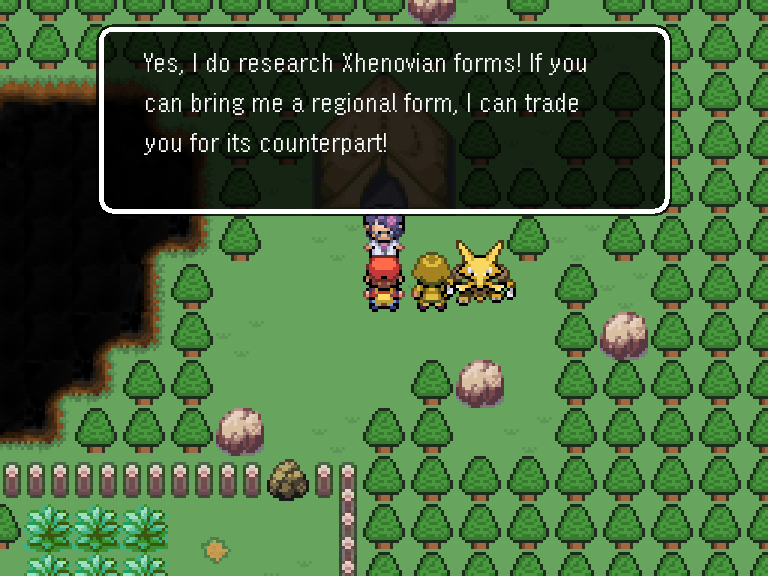 Yes, I do research Xhenovian forms! If you
can bring me a regional form, I can trade
you for its counterpart!